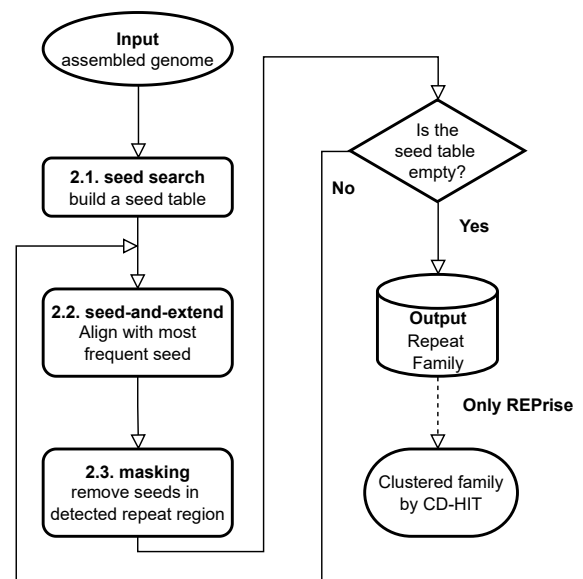 Input
assembled genome
2.1. seed search
build a seed table
2.2. seed-and-extend
Align with most
frequent seed
2.3. masking
remove seeds in
detected repeat region
Is the
seed table
empty?
No
Yes
Output
Repeat
Family
Only REPrise
Clustered family
by CD-HIT